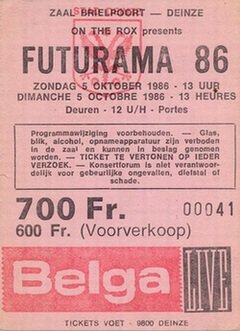 ZAAL BRIELPOORT — DEINZE
ON THE ROX presents
FUTURAMA 86
ZONDAG 5 OKTOBER 1986 - 13 UUR
DIMANCHE 5 OCTOBRE 1986 - 13 HEURES
Deuren - 12 U/H - Portes
Programmawijziging voorbehouden. — Glas,
blik, alcohol, opnameapparatuur zijn verboden
in de zaal en kunnen in beslag genomen
worden. — TICKET TE VERTONEN OP IEDER
VERZOEK. — Konsertforum is niet verantwoor-
delijk voor gebeurlijke ongevallen, diefstal of
schade.
700 Fr.
00041
600 Fr. (Voorverkoop)
Belga
LIVE
TICKETS VOET - 9800 DEINZE